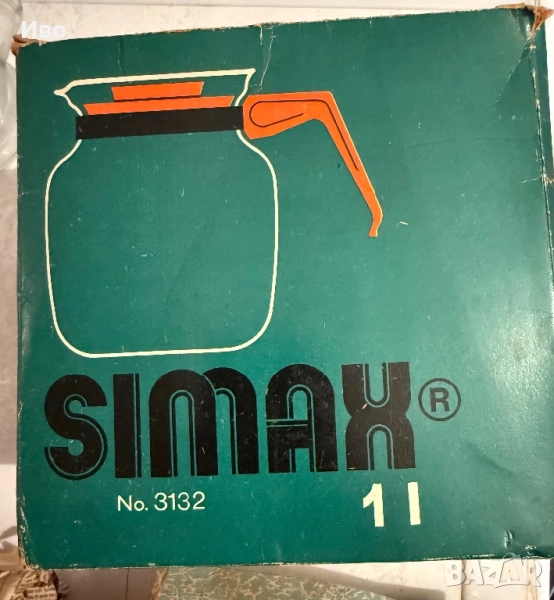 Иво
SIMAX®
No. 3132
1 l
BAZAR